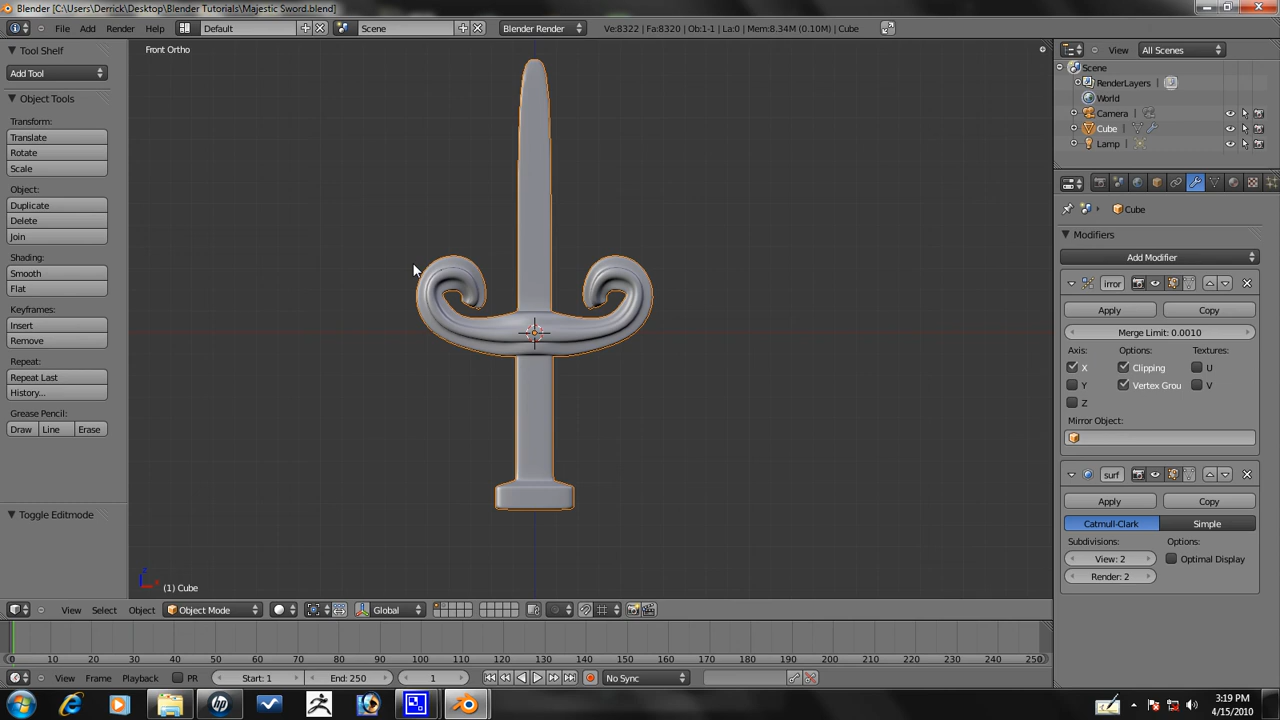 Blender [C:\Users\Derrick\Desktop\Blender Tutorials\Majestic Sword.blend]
File Add Render Help Default Scene Blender Render Ve:8322 | Fa:8320 | Ob:1-1 | La:0 | Mem:8.34M (0.10M) | Cube
Tool Shelf
Add Tool
Object Tools
Transform:
Translate
Rotate
Scale
Object:
Duplicate
Delete
Join
Shading:
Smooth
Flat
Keyframes:
Insert
Remove
Repeat:
Repeat Last
History...
Grease Pencil:
Draw Line Erase
Toggle Editmode
Front Ortho
z
x
(1) Cube
View Select Object Object Mode Global
View All Scenes
Scene
RenderLayers
World
Camera
Cube
Lamp
Cube
Modifiers
Add Modifier
irror
Apply Copy
Merge Limit: 0.0010
Axis: Options: Textures:
X Clipping U
Y Vertex Grou V
Z
Mirror Object:
surf
Apply Copy
Catmull-Clark Simple
Subdivisions: Options:
View: 2 Optimal Display
Render: 2
0 10 20 30 40 50 60 70 80 90 100 110 120 130 140 150 160 170 180 190 200 210 220 230 240 250
View Frame Playback PR Start: 1 End: 250 1 No Sync
hp
3:19 PM
4/15/2010